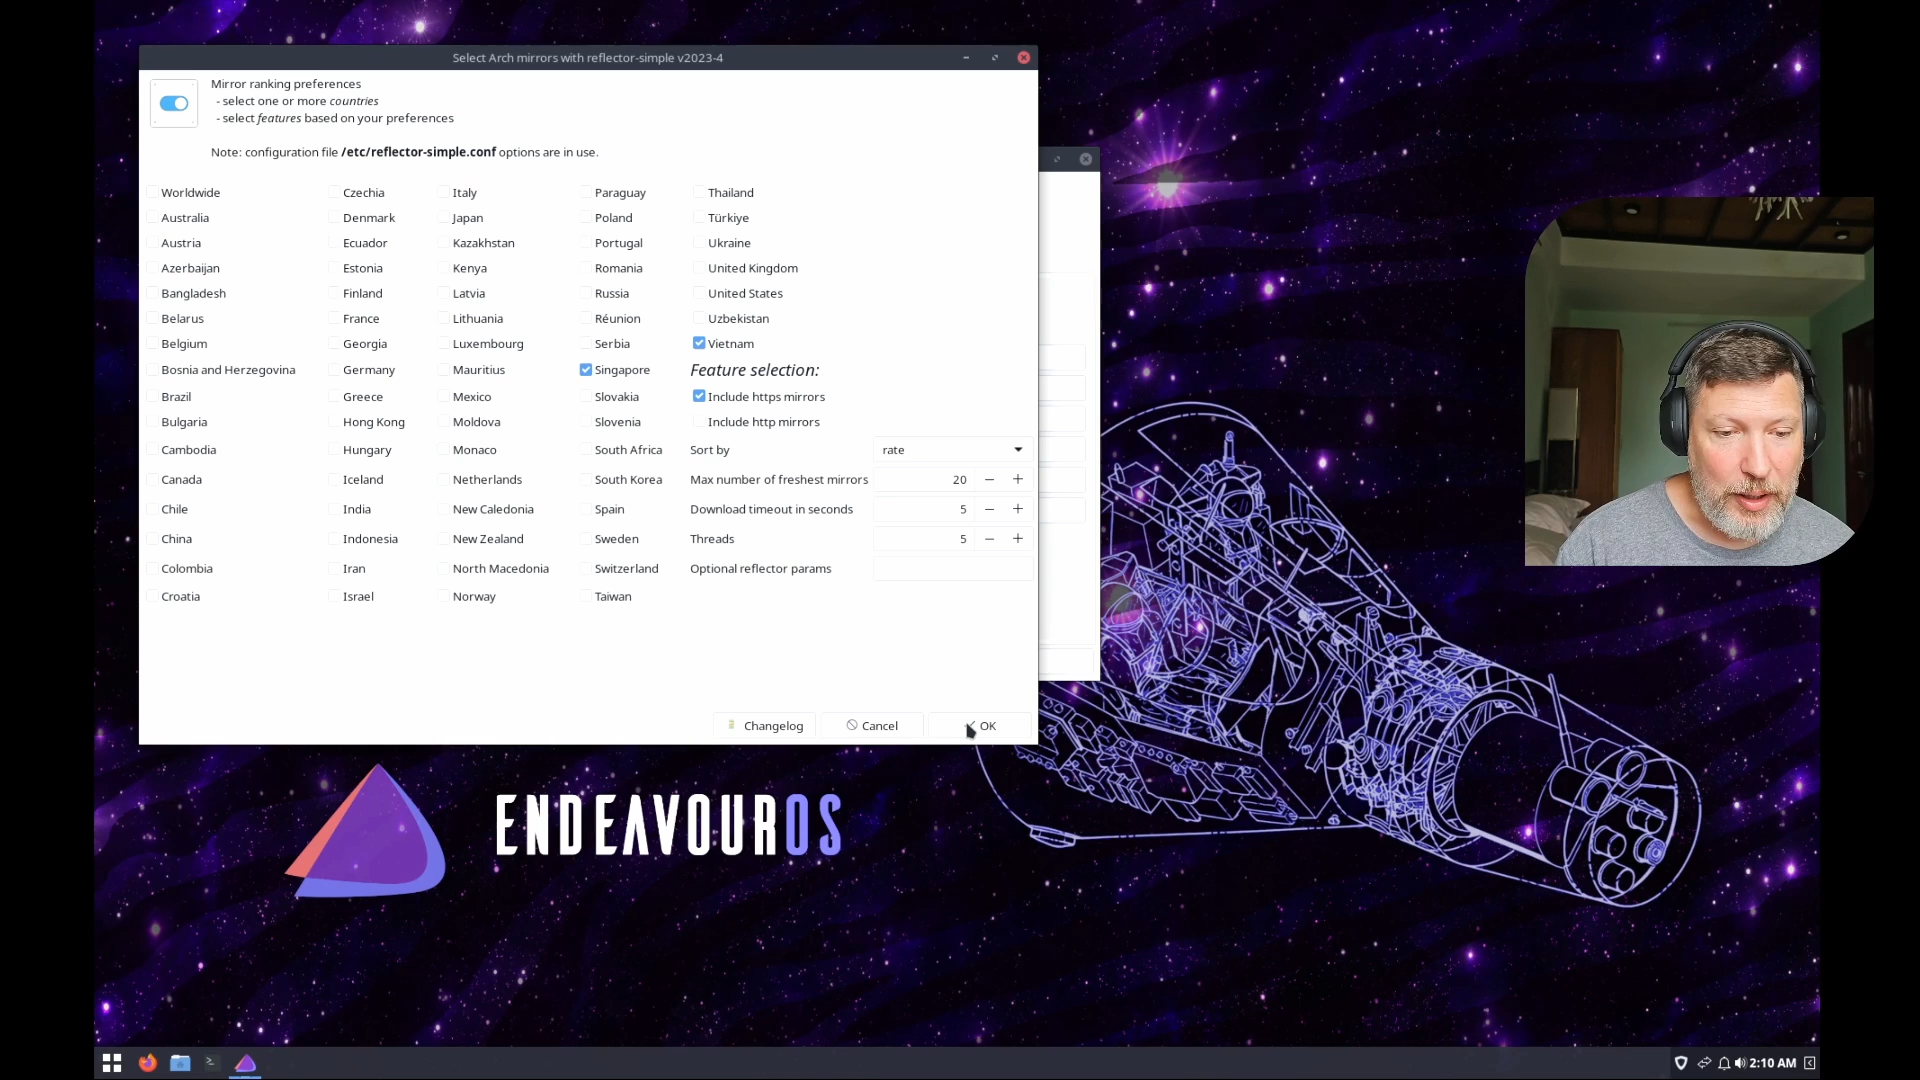 Select Arch mirrors with reflector-simple v2023-4
Mirror ranking preferences
- select one or more countries
- select features based on your preferences
Note: configuration file /etc/reflector-simple.conf options are in use.
Worldwide
Australia
Austria
Azerbaijan
Bangladesh
Belarus
Belgium
Bosnia and Herzegovina
Brazil
Bulgaria
Cambodia
Canada
Chile
China
Colombia
Croatia
Czechia
Denmark
Ecuador
Estonia
Finland
France
Georgia
Germany
Greece
Hong Kong
Hungary
Iceland
India
Indonesia
Iran
Israel
Italy
Japan
Kazakhstan
Kenya
Latvia
Lithuania
Luxembourg
Mauritius
Mexico
Moldova
Monaco
Netherlands
New Caledonia
New Zealand
North Macedonia
Norway
Paraguay
Poland
Portugal
Romania
Russia
Réunion
Serbia
Singapore
Slovakia
Slovenia
South Africa
South Korea
Spain
Sweden
Switzerland
Taiwan
Thailand
Türkiye
Ukraine
United Kingdom
United States
Uzbekistan
Vietnam
Feature selection:
Include https mirrors
Include http mirrors
Sort by rate
Max number of freshest mirrors 20
Download timeout in seconds 5
Threads 5
Optional reflector params
Changelog
Cancel
OK
ENDEAVOUROS
2:10 AM